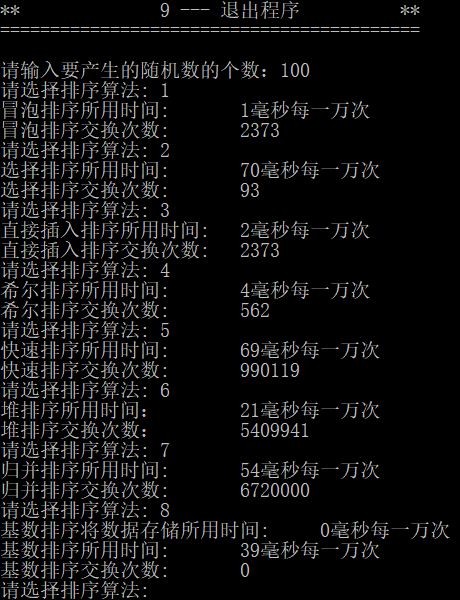 **              9 --- 退出程序          **
==========================================
请输入要产生的随机数的个数：100
请选择排序算法: 1
冒泡排序所用时间:       1毫秒每一万次
冒泡排序交换次数:       2373
请选择排序算法: 2
选择排序所用时间:       70毫秒每一万次
选择排序交换次数:       93
请选择排序算法: 3
直接插入排序所用时间:   2毫秒每一万次
直接插入排序交换次数:   2373
请选择排序算法: 4
希尔排序所用时间:       4毫秒每一万次
希尔排序交换次数:       562
请选择排序算法: 5
快速排序所用时间:       69毫秒每一万次
快速排序交换次数:       990119
请选择排序算法: 6
堆排序所用时间：        21毫秒每一万次
堆排序交换次数：        5409941
请选择排序算法: 7
归并排序所用时间:       54毫秒每一万次
归并排序交换次数:       6720000
请选择排序算法: 8
基数排序将数据存储所用时间:     0毫秒每一万次
基数排序所用时间:       39毫秒每一万次
基数排序交换次数:       0
请选择排序算法: